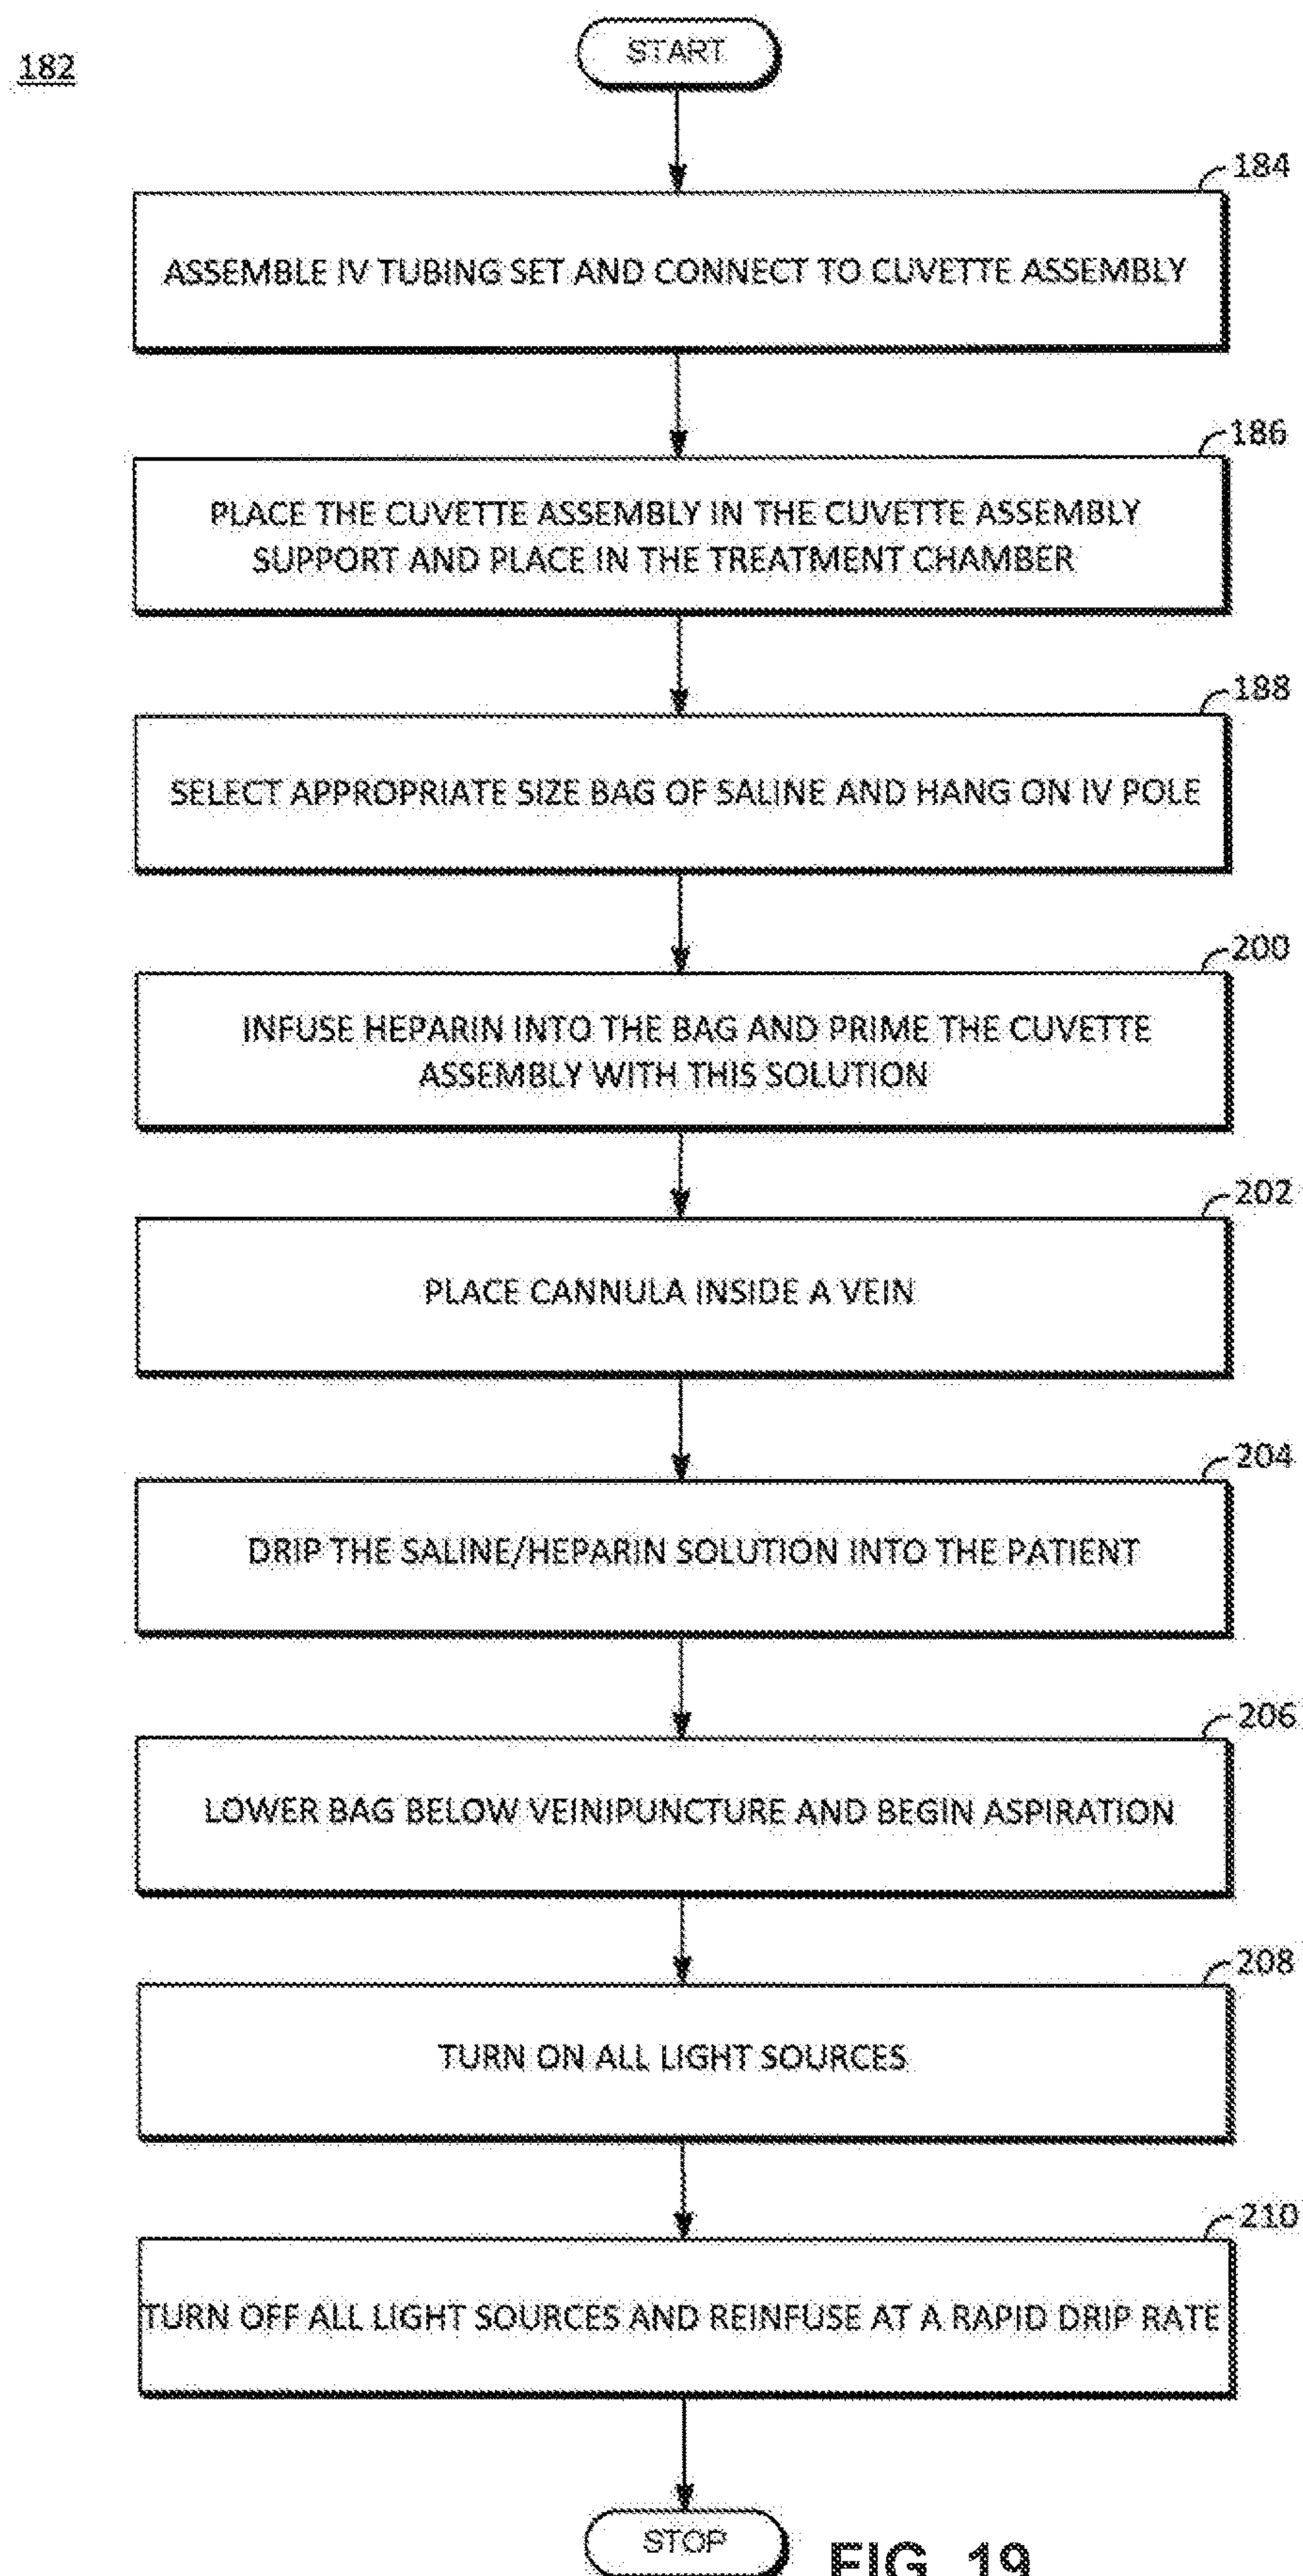 182
START
184
ASSEMBLE IV TUBING SET AND CONNECT TO CUVETTE ASSEMBLY
186
PLACE THE CUVETTE ASSEMBLY IN THE CUVETTE ASSEMBLY
SUPPORT AND PLACE IN THE TREATMENT CHAMBER
188
SELECT APPROPRIATE SIZE BAG OF SALINE AND HANG ON IV POLE
200
INFUSE HEPARIN INTO THE BAG AND PRIME THE CUVETTE
ASSEMBLY WITH THIS SOLUTION
202
PLACE CANNULA INSIDE A VEIN
204
DRIP THE SALINE/HEPARIN SOLUTION INTO THE PATIENT
206
LOWER BAG BELOW VEINIPUNCTURE AND BEGIN ASPIRATION
208
TURN ON ALL LIGHT SOURCES
210
TURN OFF ALL LIGHT SOURCES AND REINFUSE AT A RAPID DRIP RATE
STOP
FIG. 19